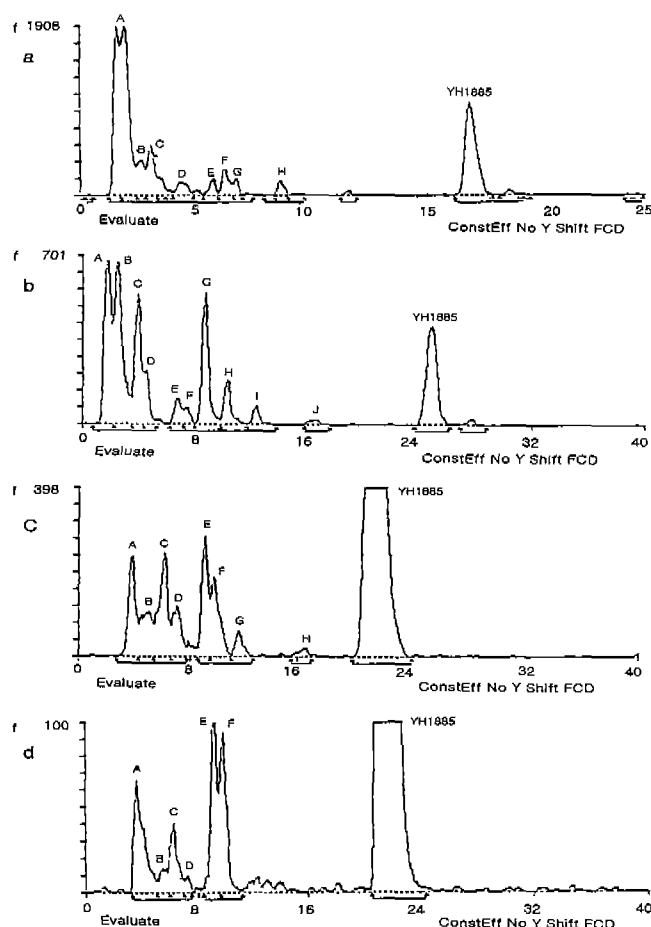 f 1908
a
A
B
C
D
E
F
G
H
YH1885
0
5
10
15
20
25
Evaluate
ConstEff No Y Shift FCD
f 701
b
A
B
C
D
E
F
G
H
I
J
YH1885
0
8
16
24
32
40
Evaluate
ConstEff No Y Shift FCD
f 398
C
A
B
C
D
E
F
G
H
YH1885
0
8
16
24
32
40
Evaluate
ConstEff No Y Shift FCD
f 100
d
A
B
C
D
E
F
YH1885
0
8
16
24
32
40
Evaluate
ConstEff No Y Shift FCD